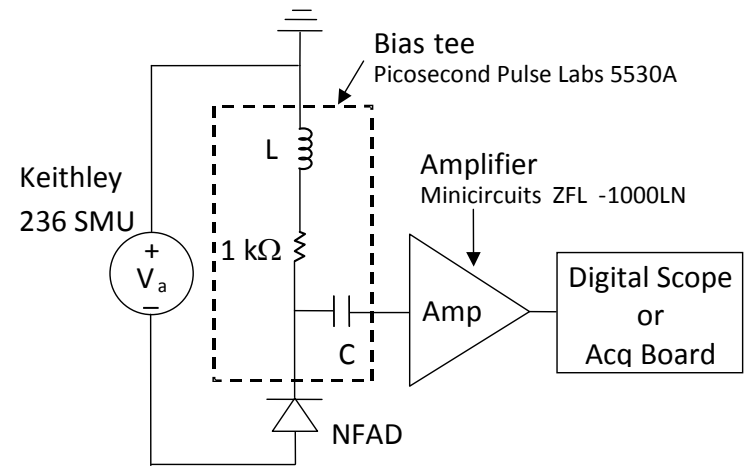 Bias tee
Picosecond Pulse Labs 5530A
L
Keithley
236 SMU
Amplifier
Minicircuits ZFL -1000LN
1 kΩ
+
Va
–
Amp
Digital Scope
or
Acq Board
C
NFAD